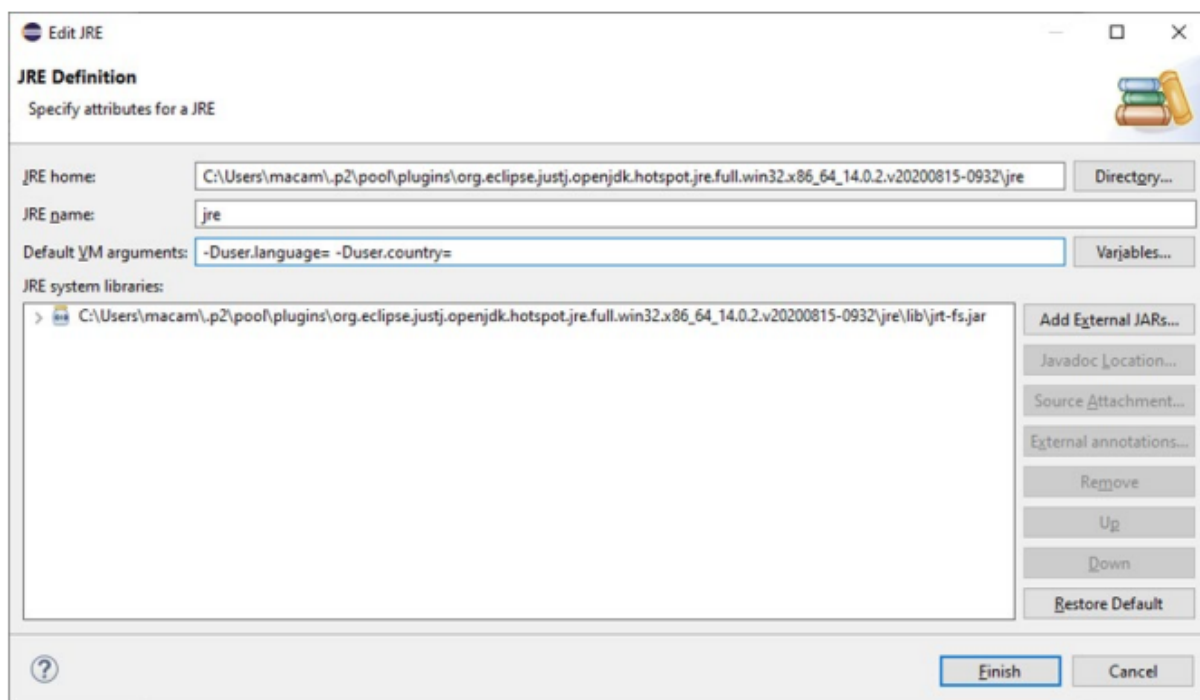 Edit JRE
JRE Definition
Specify attributes for a JRE
JRE home: C:\Users\macam\.p2\pool\plugins\org.eclipse.justj.openjdk.hotspot.jre.full.win32.x86_64_14.0.2.v20200815-0932\jre Directory...
JRE name: jre
Default VM arguments: -Duser.language= -Duser.country= Variables...
JRE system libraries:
C:\Users\macam\.p2\pool\plugins\org.eclipse.justj.openjdk.hotspot.jre.full.win32.x86_64_14.0.2.v20200815-0932\jre\lib\jrt-fs.jar
Add External JARs...
Javadoc Location...
Source Attachment...
External annotations...
Remove
Up
Down
Restore Default
Finish Cancel